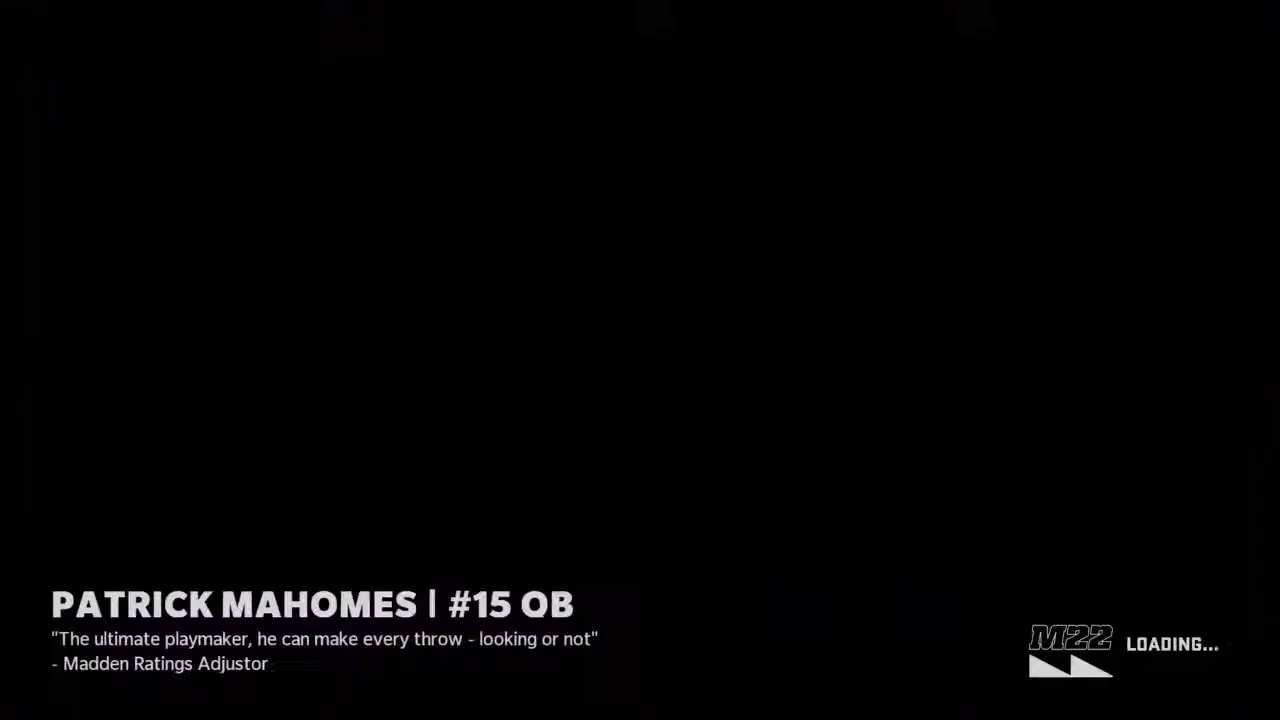 PATRICK MAHOMES | #15 QB
"The ultimate playmaker, he can make every throw - looking or not"
- Madden Ratings Adjustor
M22 LOADING...